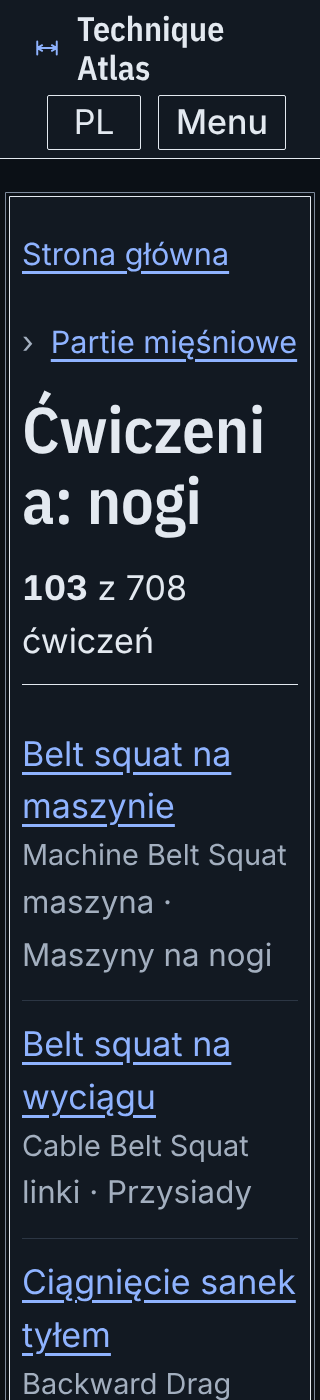 Technique
Atlas
PL
Menu
Strona główna
› Partie mięśniowe
Ćwiczeni
a: nogi
103 z 708
ćwiczeń
Belt squat na
maszynie
Machine Belt Squat
maszyna ·
Maszyny na nogi
Belt squat na
wyciągu
Cable Belt Squat
linki · Przysiady
Ciągnięcie sanek
tyłem
Backward Drag